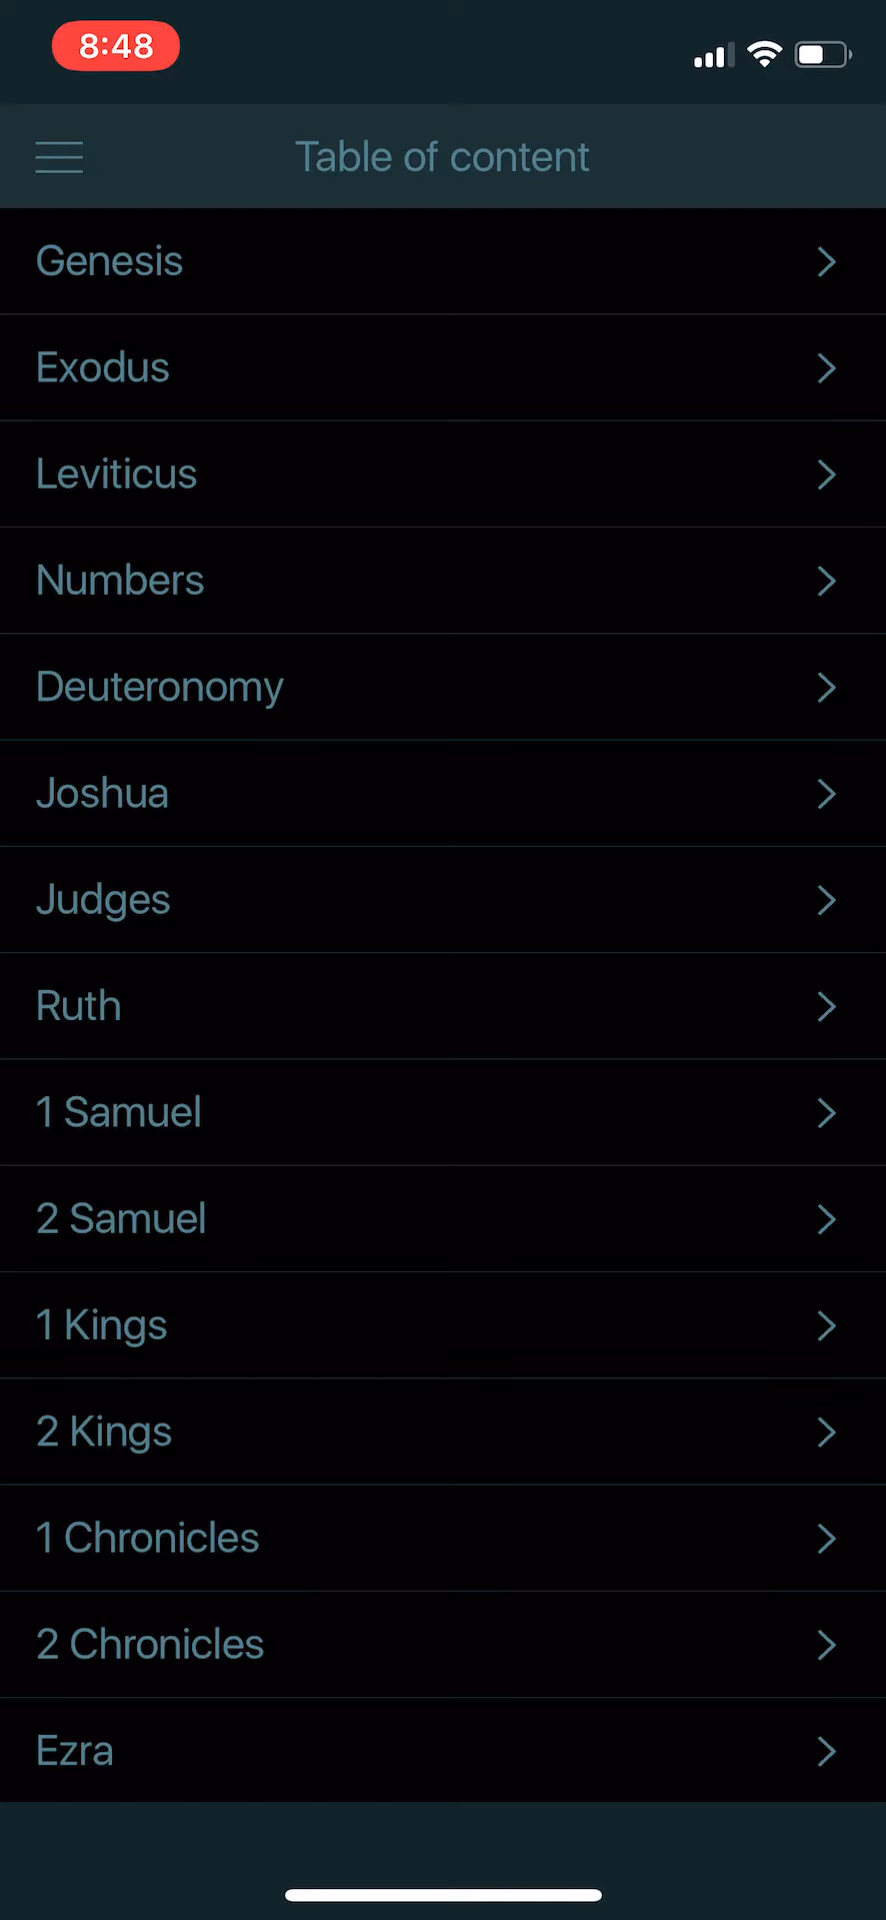 8:48
Table of content
Genesis
Exodus
Leviticus
Numbers
Deuteronomy
Joshua
Judges
Ruth
1 Samuel
2 Samuel
1 Kings
2 Kings
1 Chronicles
2 Chronicles
Ezra